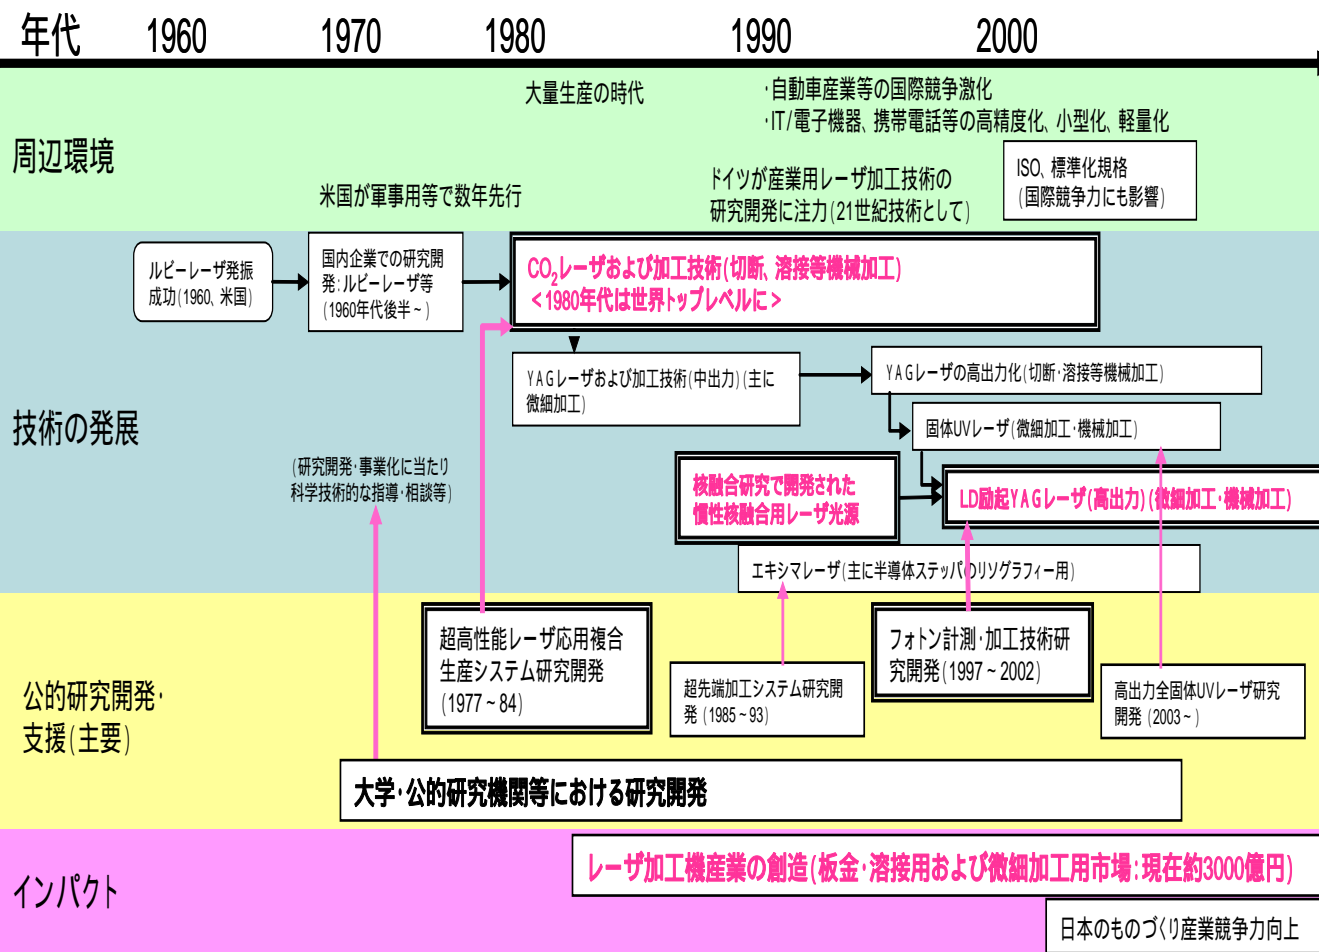 年代 1960 1970 1980 1990 2000
大量生産の時代
・自動車産業等の国際競争激化
・IT/電子機器、携帯電話等の高精度化、小型化、軽量化
周辺環境
米国が軍事用等で数年先行
ドイツが産業用レーザ加工技術の
研究開発に注力(21世紀技術として)
ISO、標準化規格
(国際競争力にも影響)
技術の発展
ルビーレーザ発振
成功(1960、米国)
国内企業での研究開
発:ルビーレーザ等
(1960年代後半~)
CO2レーザおよび加工技術(切断、溶接等機械加工)
<1980年代は世界トップレベルに>
YAGレーザおよび加工技術(中出力)(主に
微細加工)
YAGレーザの高出力化(切断・溶接等機械加工)
固体UVレーザ(微細加工・機械加工)
(研究開発・事業化に当たり
科学技術的な指導・相談等)
核融合研究で開発された
慣性核融合用レーザ光源
LD励起YAGレーザ(高出力)(微細加工・機械加工)
エキシマレーザ(主に半導体ステッパのリソグラフィー用)
公的研究開発・
支援(主要)
超高性能レーザ応用複合
生産システム研究開発
(1977~84)
超先端加工システム研究開
発(1985~93)
フォトン計測・加工技術研
究開発(1997~2002)
高出力全固体UVレーザ研究
開発(2003~)
大学・公的研究機関等における研究開発
インパクト
レーザ加工機産業の創造(板金・溶接用および微細加工用市場:現在約3000億円)
日本のものづくり産業競争力向上